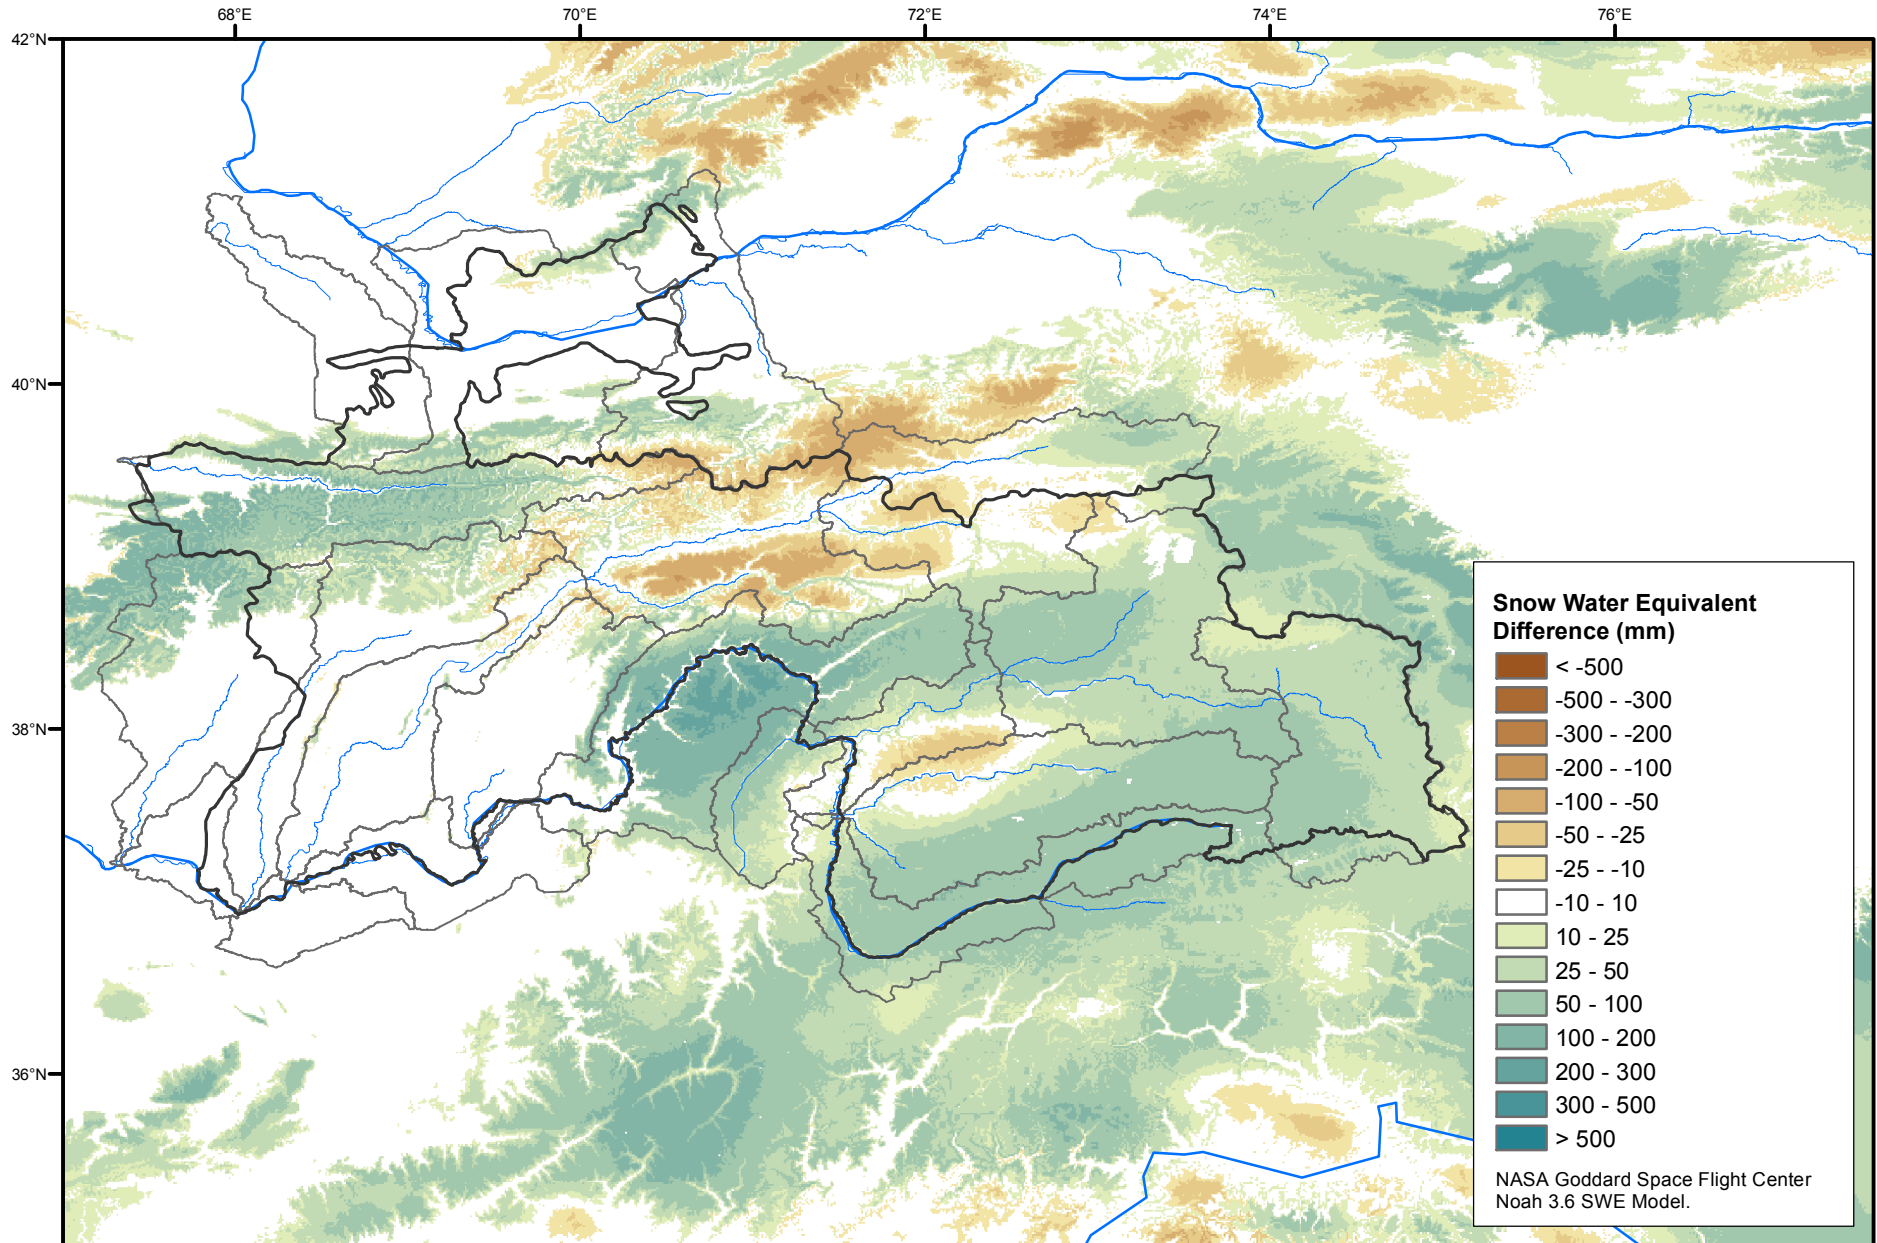 68°E 70°E 72°E 74°E 76°E
42°N
40°N
38°N
36°N
Snow Water Equivalent
Difference (mm)
< -500
-500 - -300
-300 - -200
-200 - -100
-100 - -50
-50 - -25
-25 - -10
-10 - 10
10 - 25
25 - 50
50 - 100
100 - 200
200 - 300
300 - 500
> 500
NASA Goddard Space Flight Center
Noah 3.6 SWE Model.